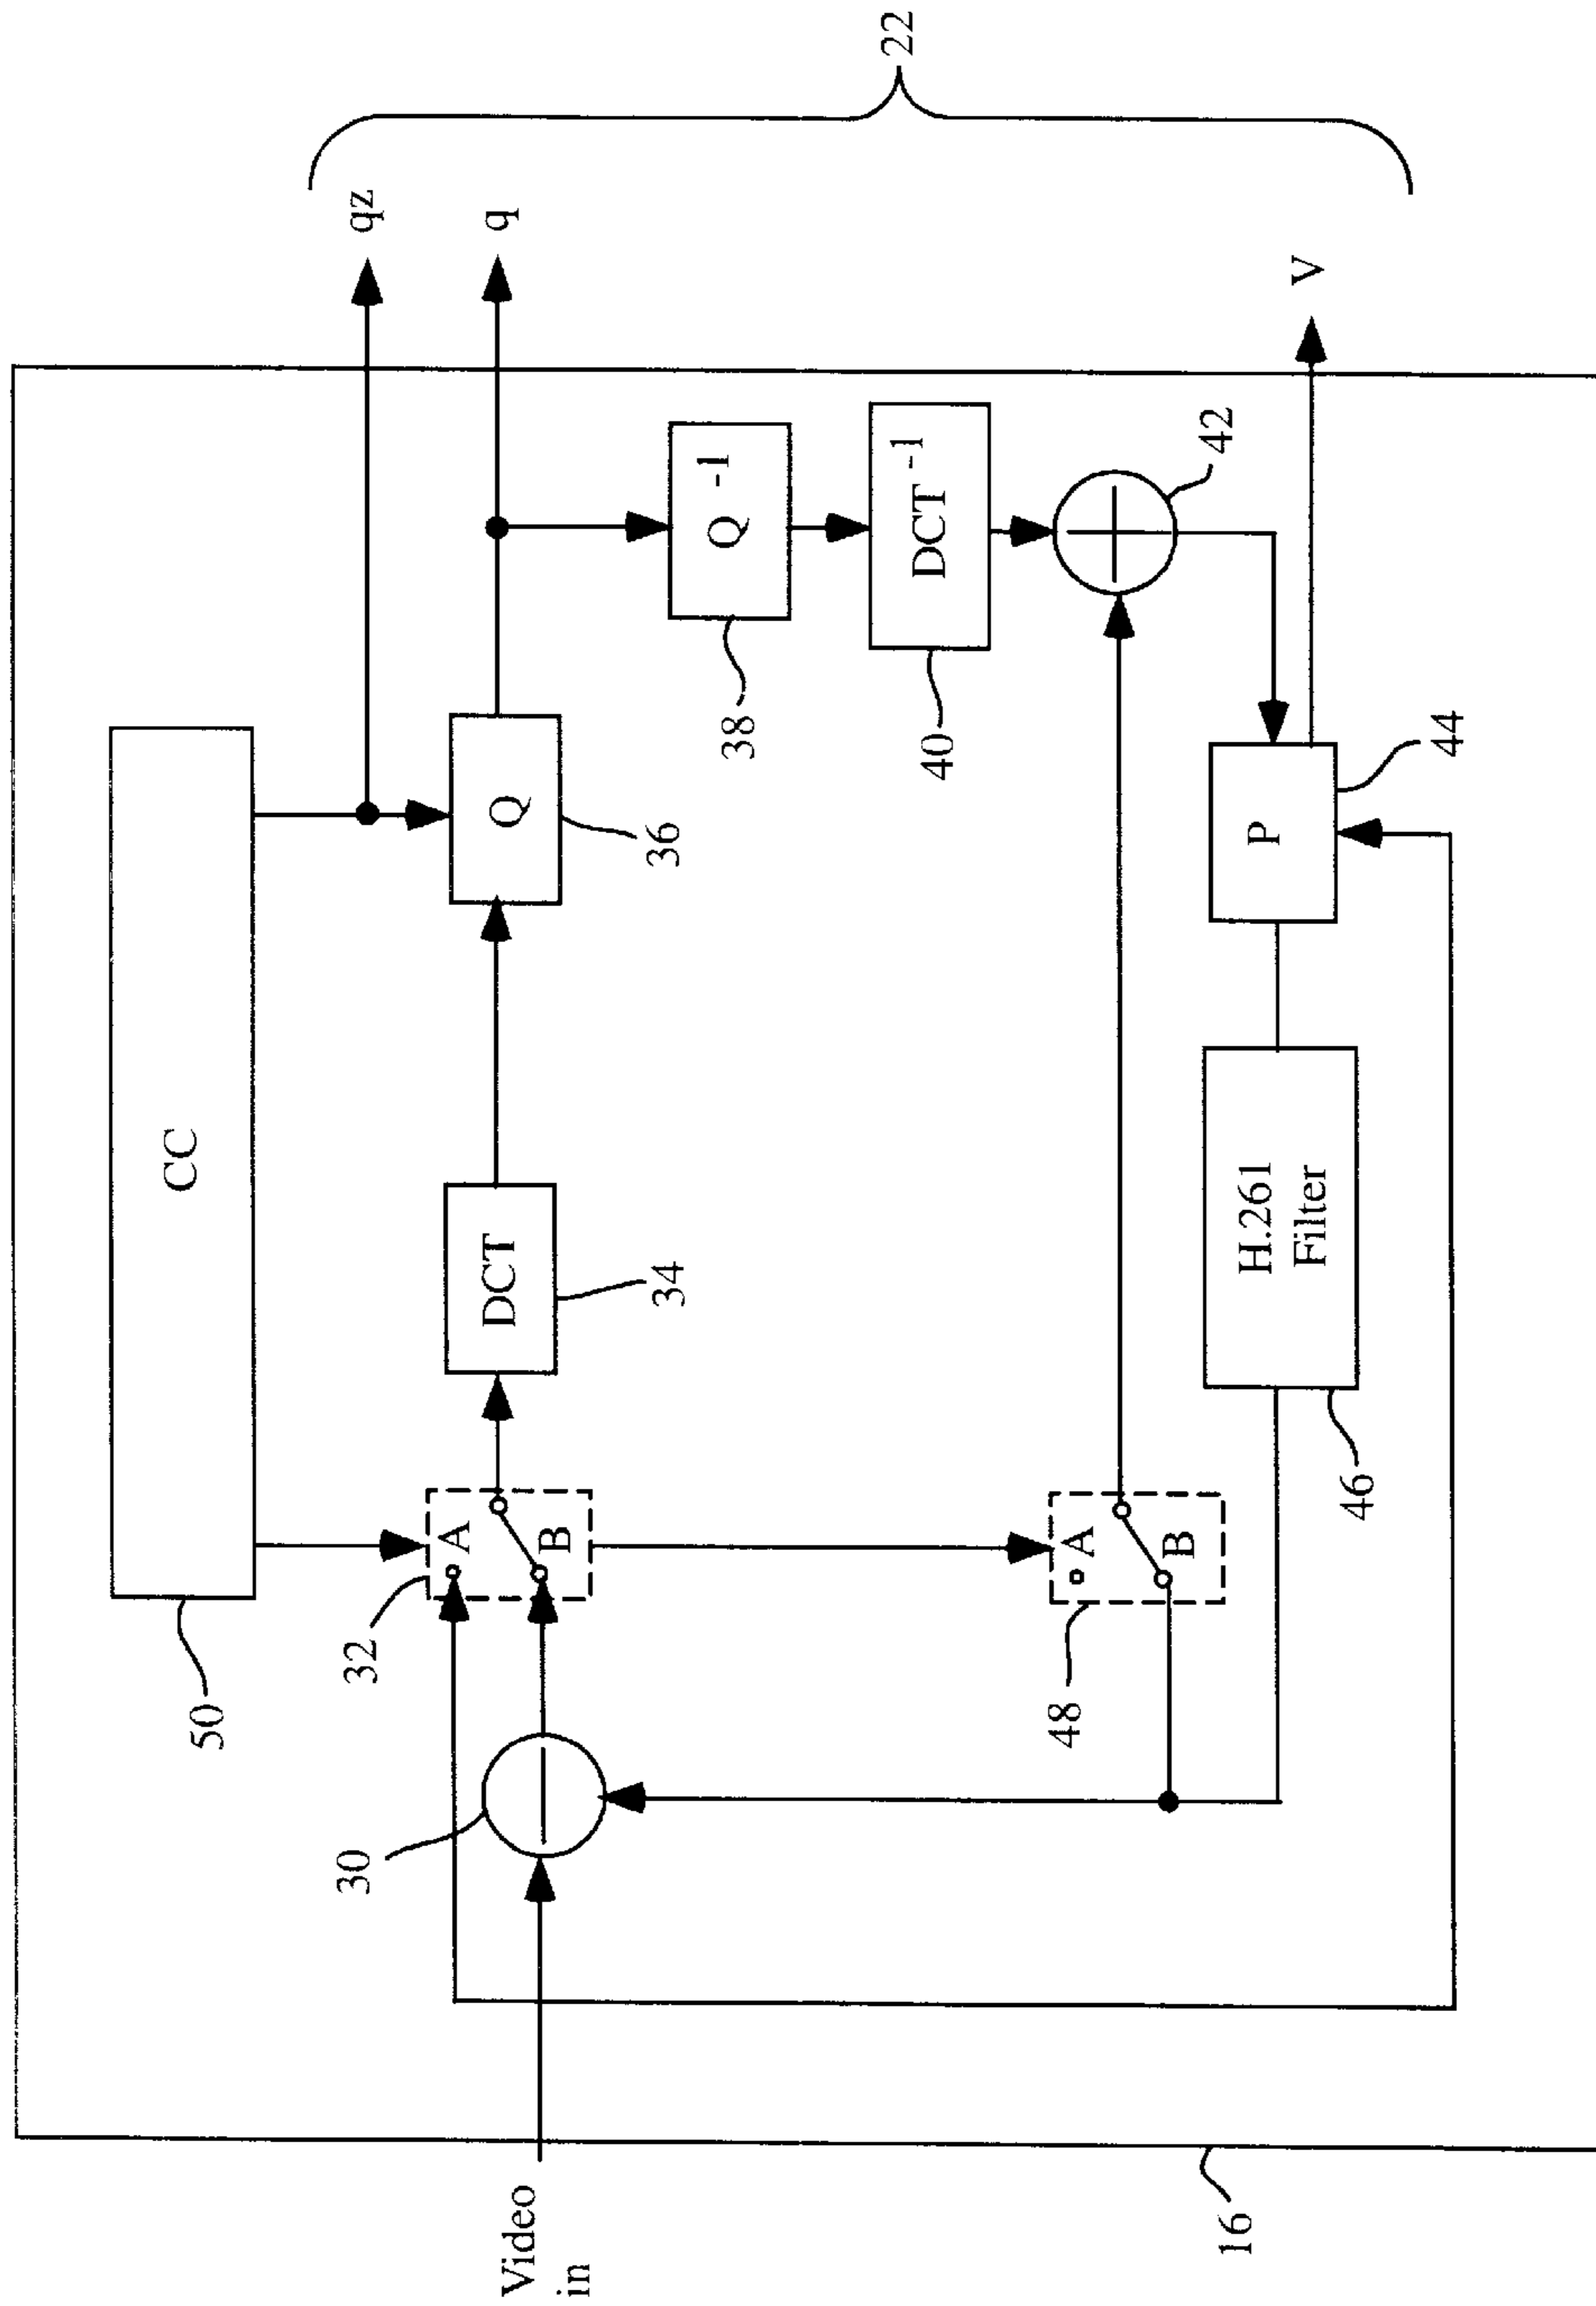 50
CC
qz
q
22
32
A
B
DCT
34
Q
36
30
Video
in
Q -1
38
DCT -1
40
42
48
A
B
H.261
Filter
46
P
44
V
16